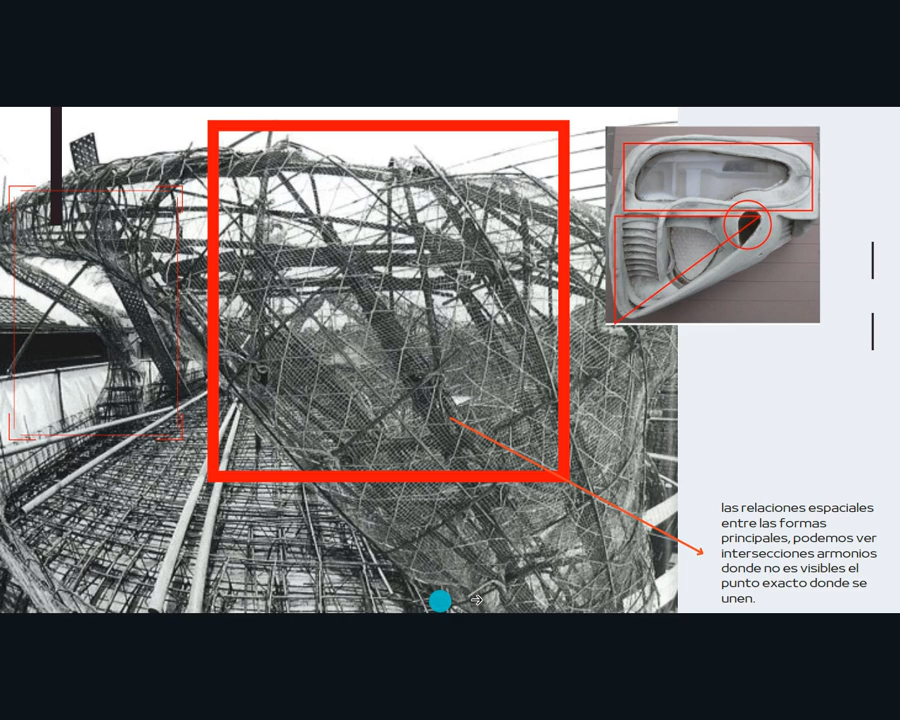 las relaciones espaciales
entre las formas
principales, podemos ver
intersecciones armonios
donde no es visibles el
punto exacto donde se
unen.